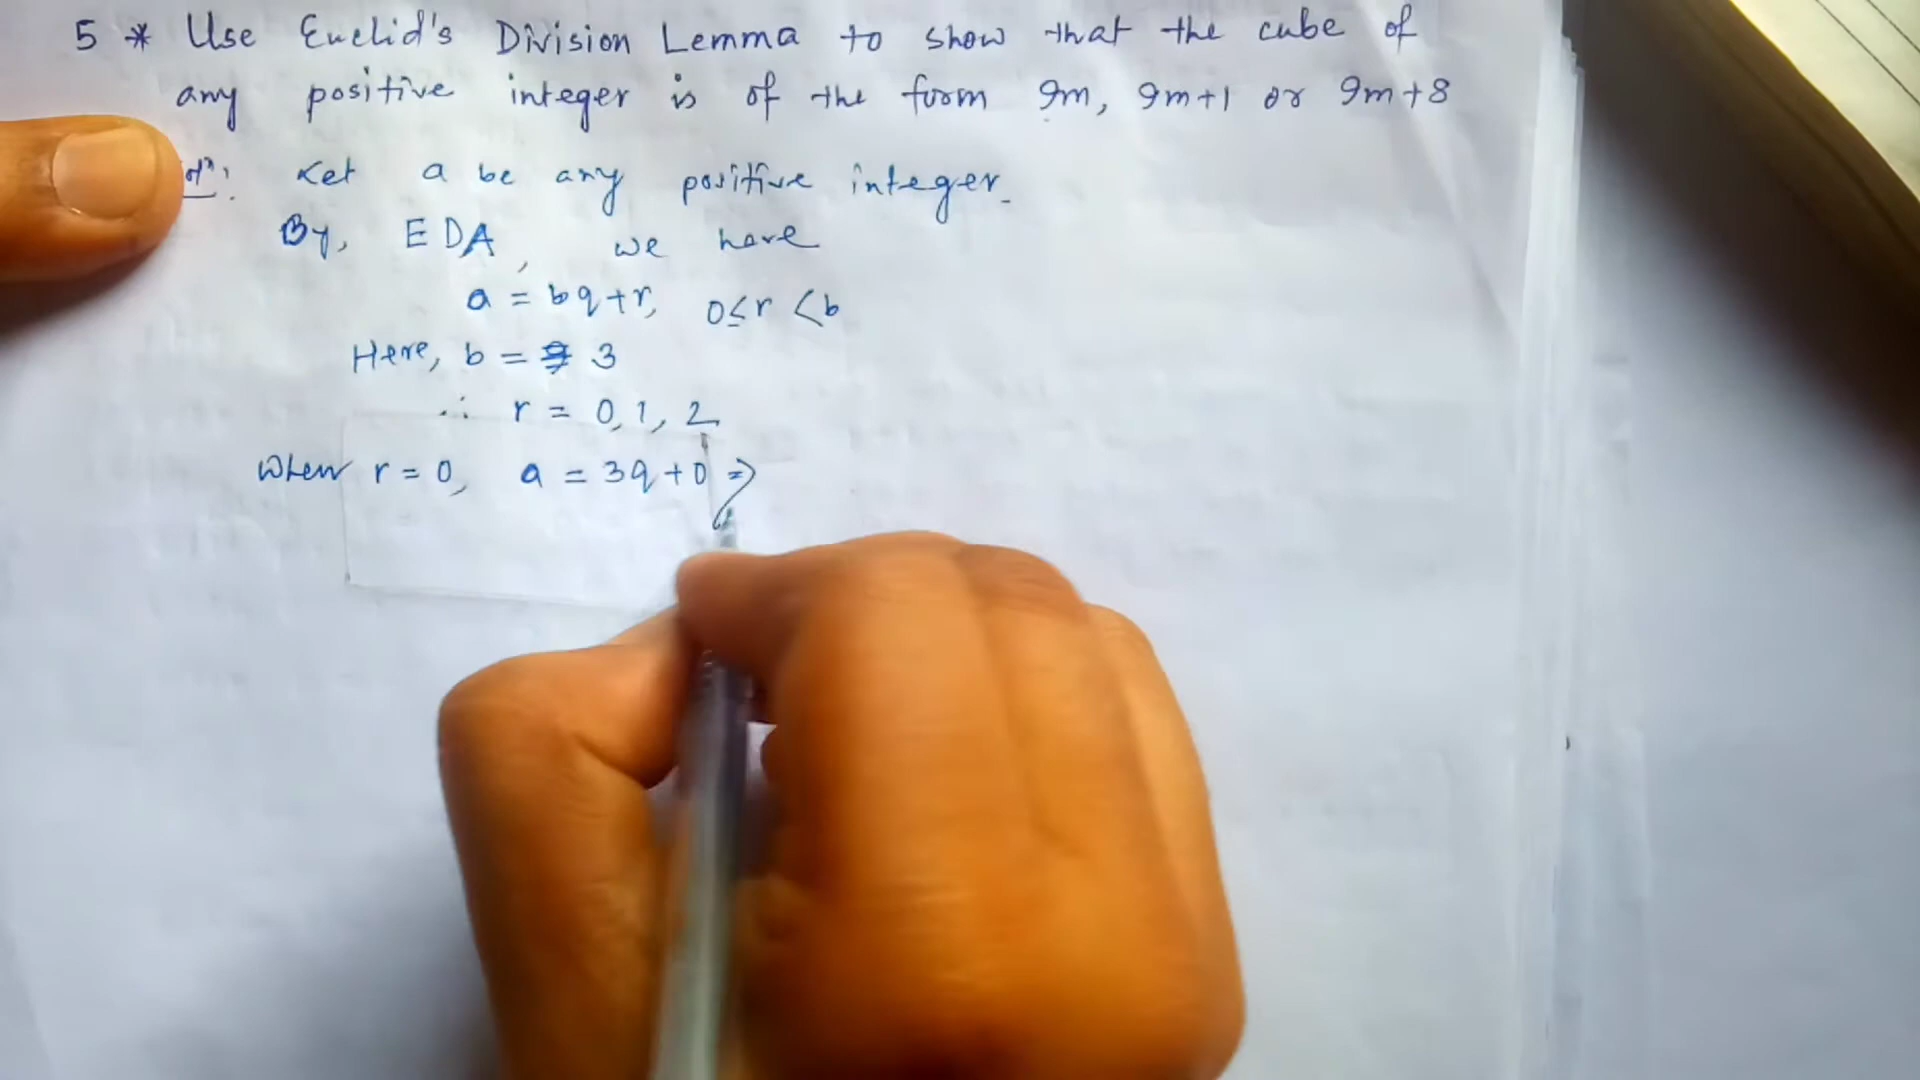 5 * Use Euclid's Division Lemma to show that the cube of
any positive integer is of the form 9m, 9m+1 or 9m+8
Let a be any positive integer.
By, EDA, we have
a = bq+r, 0≤r <b
Here, b = 3
∴ r = 0, 1, 2
When r = 0, a = 3q+0 =>